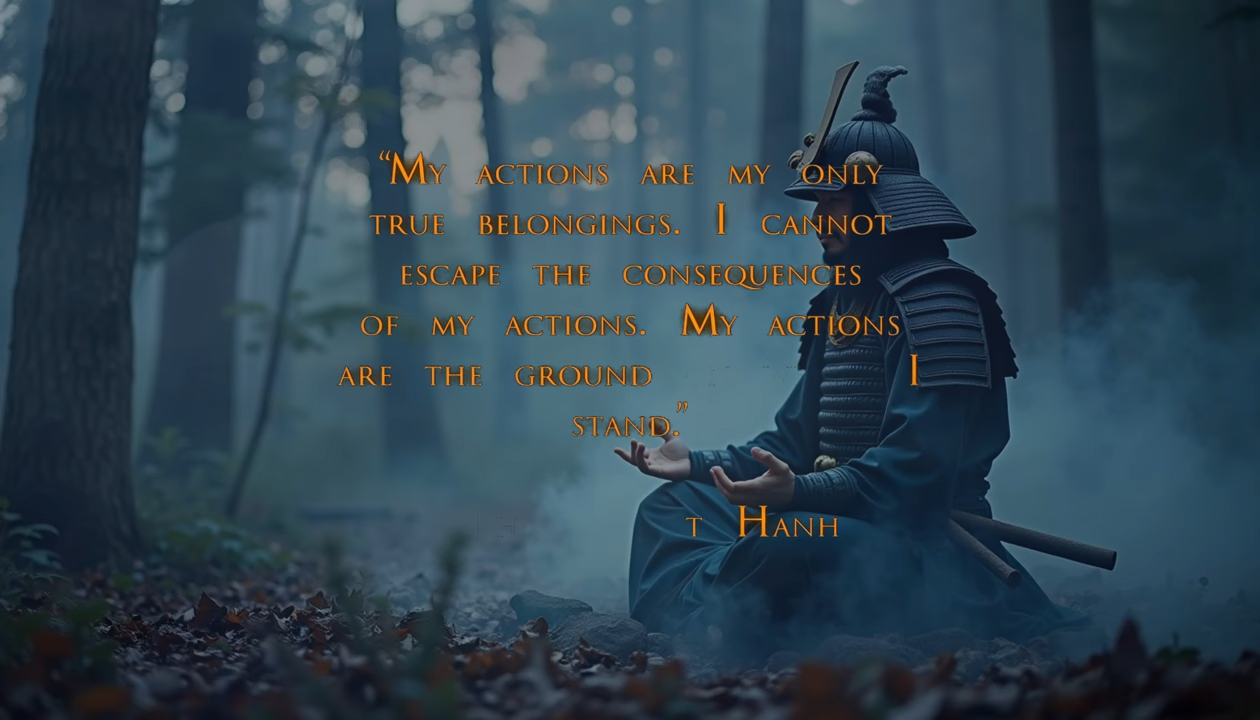 “My actions are my only
true belongings. I cannot
escape the consequences
of my actions. My actions
are the ground I
stand.”
t Hanh